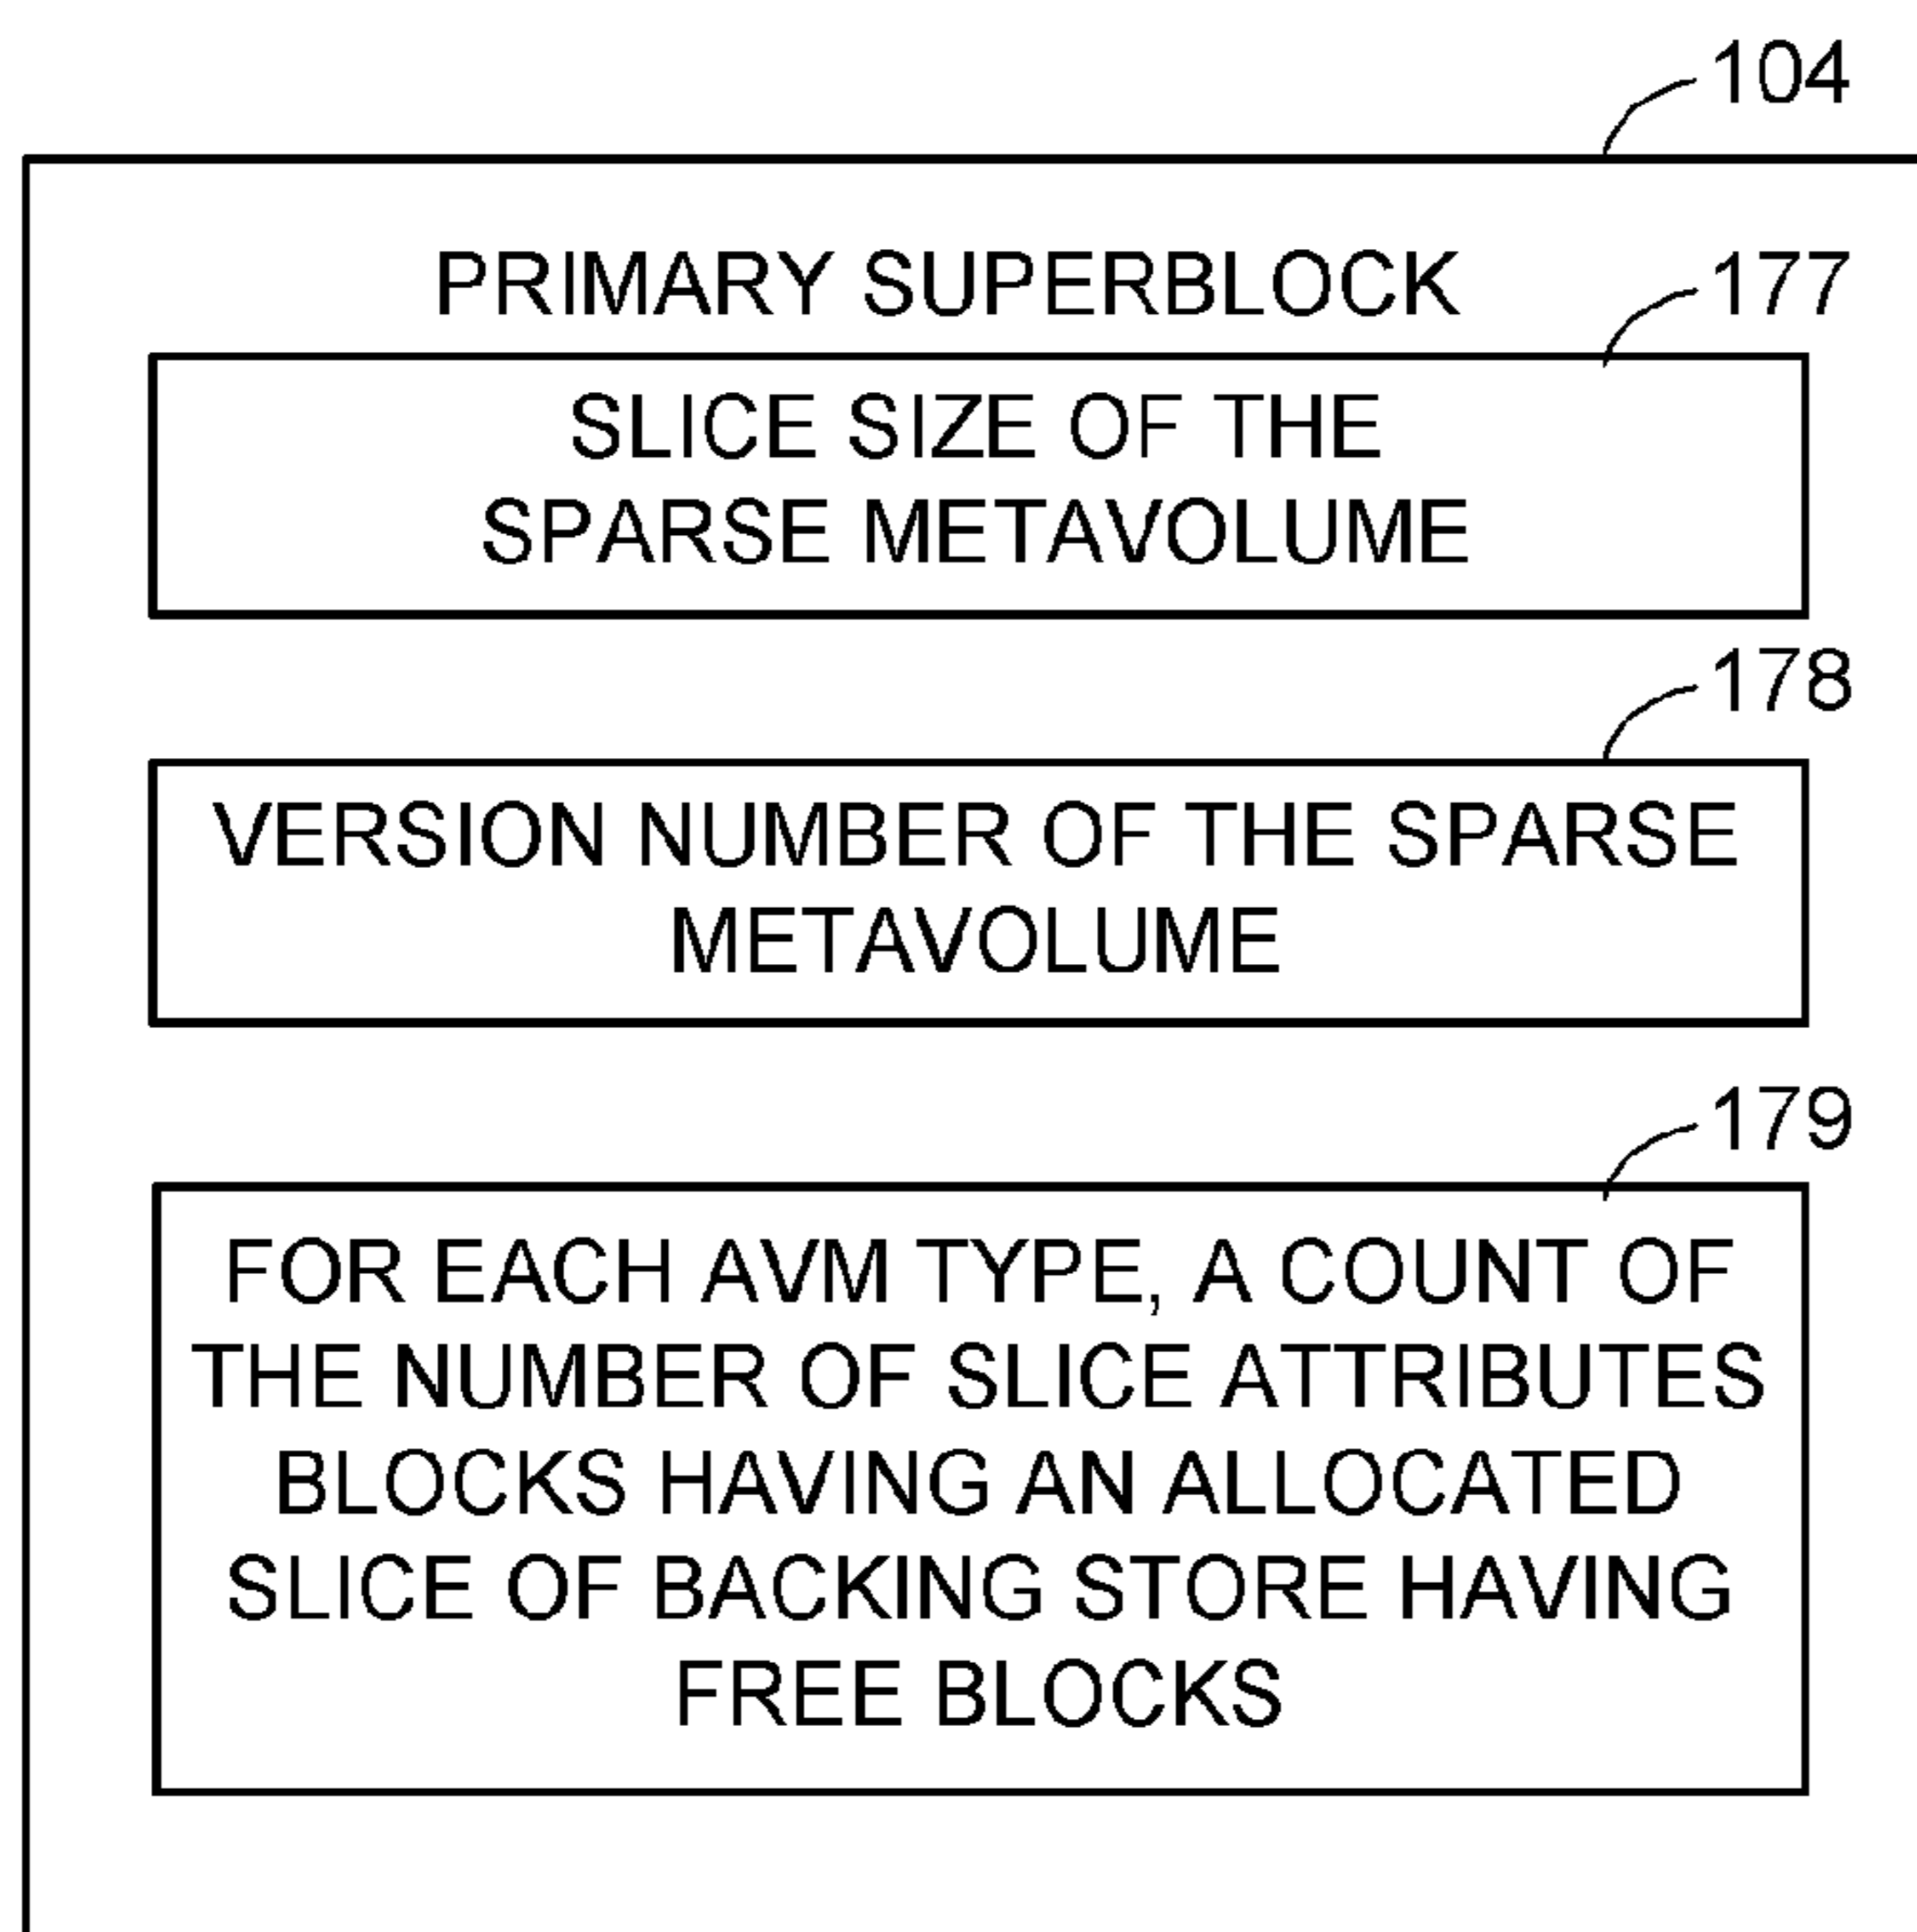 104
PRIMARY SUPERBLOCK
177
SLICE SIZE OF THE
SPARSE METAVOLUME
178
VERSION NUMBER OF THE SPARSE
METAVOLUME
179
FOR EACH AVM TYPE, A COUNT OF
THE NUMBER OF SLICE ATTRIBUTES
BLOCKS HAVING AN ALLOCATED
SLICE OF BACKING STORE HAVING
FREE BLOCKS